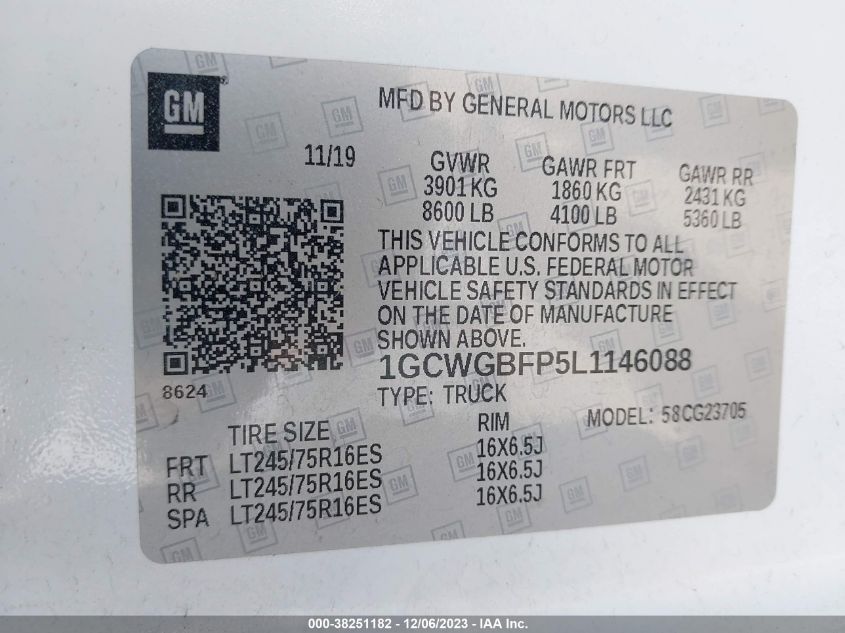 GM
MFD BY GENERAL MOTORS LLC
11/19
GVWR GAWR FRT GAWR RR
3901 KG 1860 KG 2431 KG
8600 LB 4100 LB 5360 LB
THIS VEHICLE CONFORMS TO ALL
APPLICABLE U.S. FEDERAL MOTOR
VEHICLE SAFETY STANDARDS IN EFFECT
ON THE DATE OF MANUFACTURE
SHOWN ABOVE.
1GCWGBFP5L1146088
8624
TYPE: TRUCK
MODEL: 58CG23705
TIRE SIZE RIM
FRT LT245/75R16ES 16X6.5J
RR LT245/75R16ES 16X6.5J
SPA LT245/75R16ES 16X6.5J
000-38251182 - 12/06/2023 - IAA Inc.